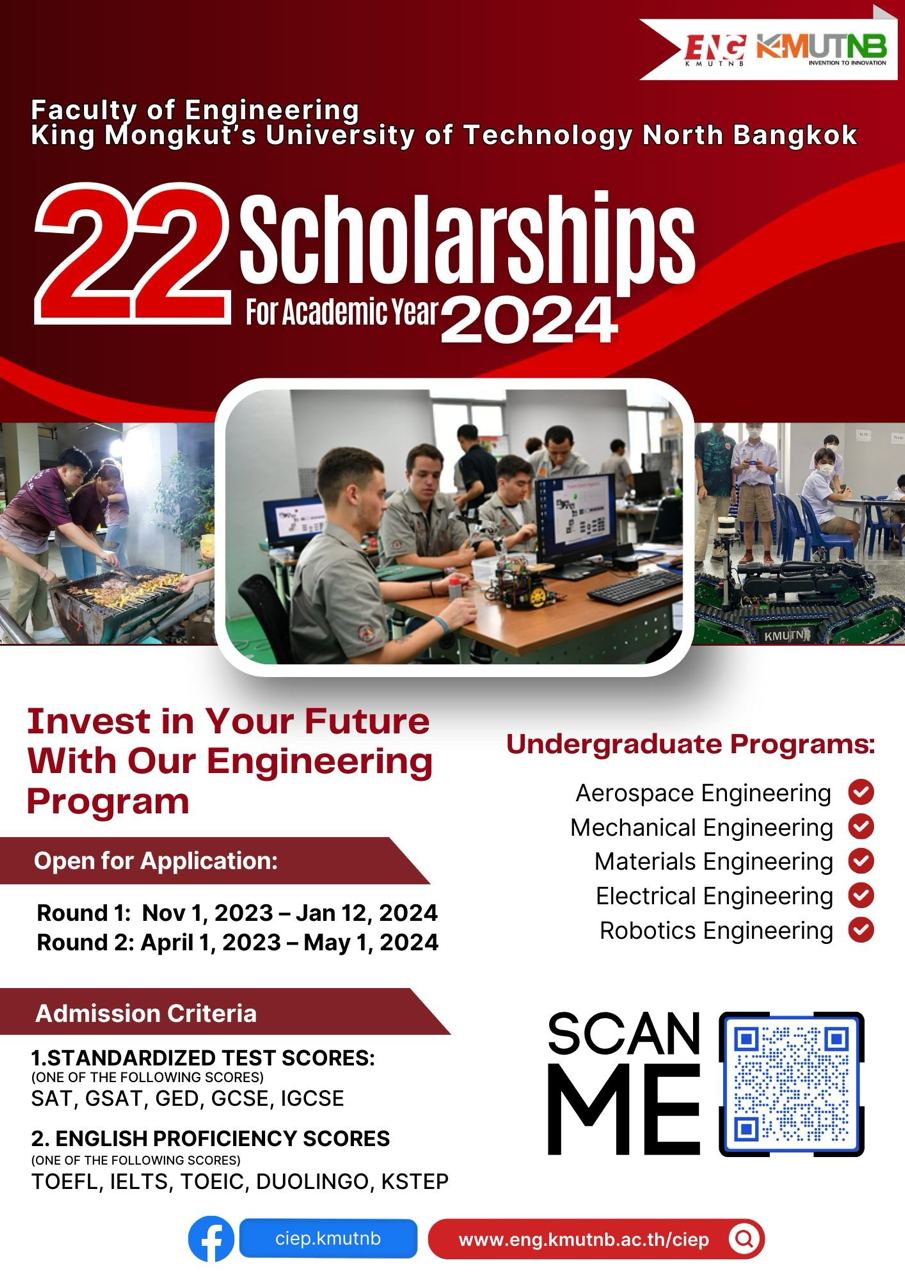 ENG KMUTNB
KMUTNB
INVENTION TO INNOVATION
Faculty of Engineering
King Mongkut's University of Technology North Bangkok
22 Scholarships
For Academic Year 2024
KMUTNB
Invest in Your Future
With Our Engineering
Program
Open for Application:
Round 1: Nov 1, 2023 – Jan 12, 2024
Round 2: April 1, 2023 – May 1, 2024
Admission Criteria
1.STANDARDIZED TEST SCORES:
(ONE OF THE FOLLOWING SCORES)
SAT, GSAT, GED, GCSE, IGCSE
2. ENGLISH PROFICIENCY SCORES
(ONE OF THE FOLLOWING SCORES)
TOEFL, IELTS, TOEIC, DUOLINGO, KSTEP
Undergraduate Programs:
Aerospace Engineering
Mechanical Engineering
Materials Engineering
Electrical Engineering
Robotics Engineering
SCAN
ME
ciep.kmutnb
www.eng.kmutnb.ac.th/ciep